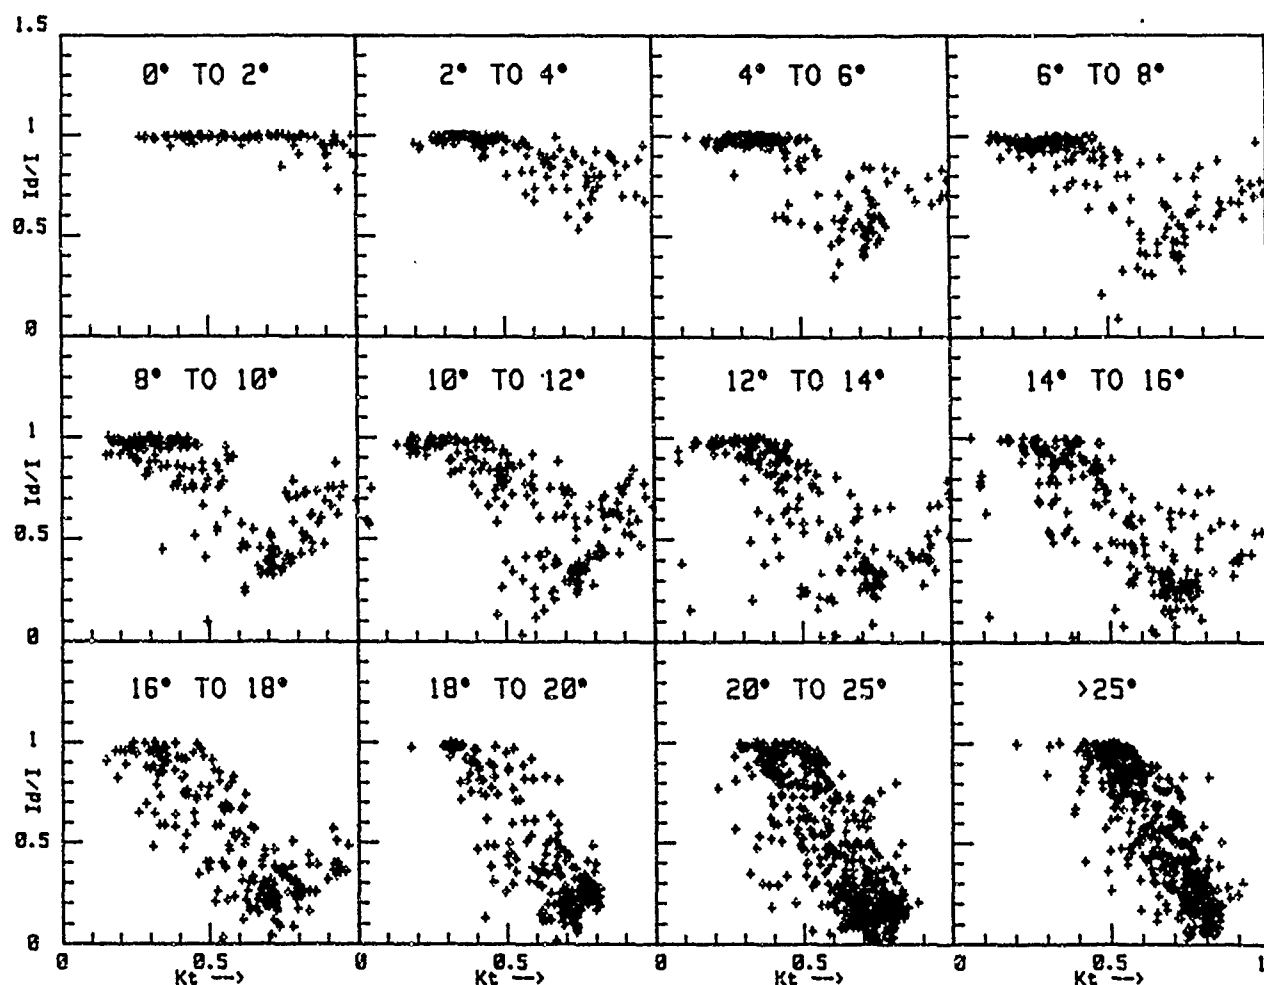 1.5
0° TO 2° 2° TO 4° 4° TO 6° 6° TO 8°
1
Id/I
0.5
0
8° TO 10° 10° TO 12° 12° TO 14° 14° TO 16°
1
Id/I
0.5
0
16° TO 18° 18° TO 20° 20° TO 25° >25°
1
Id/I
0.5
0
0 0.5 0 0.5 0 0.5 0 0.5 1
Kt --> Kt --> Kt --> Kt -->